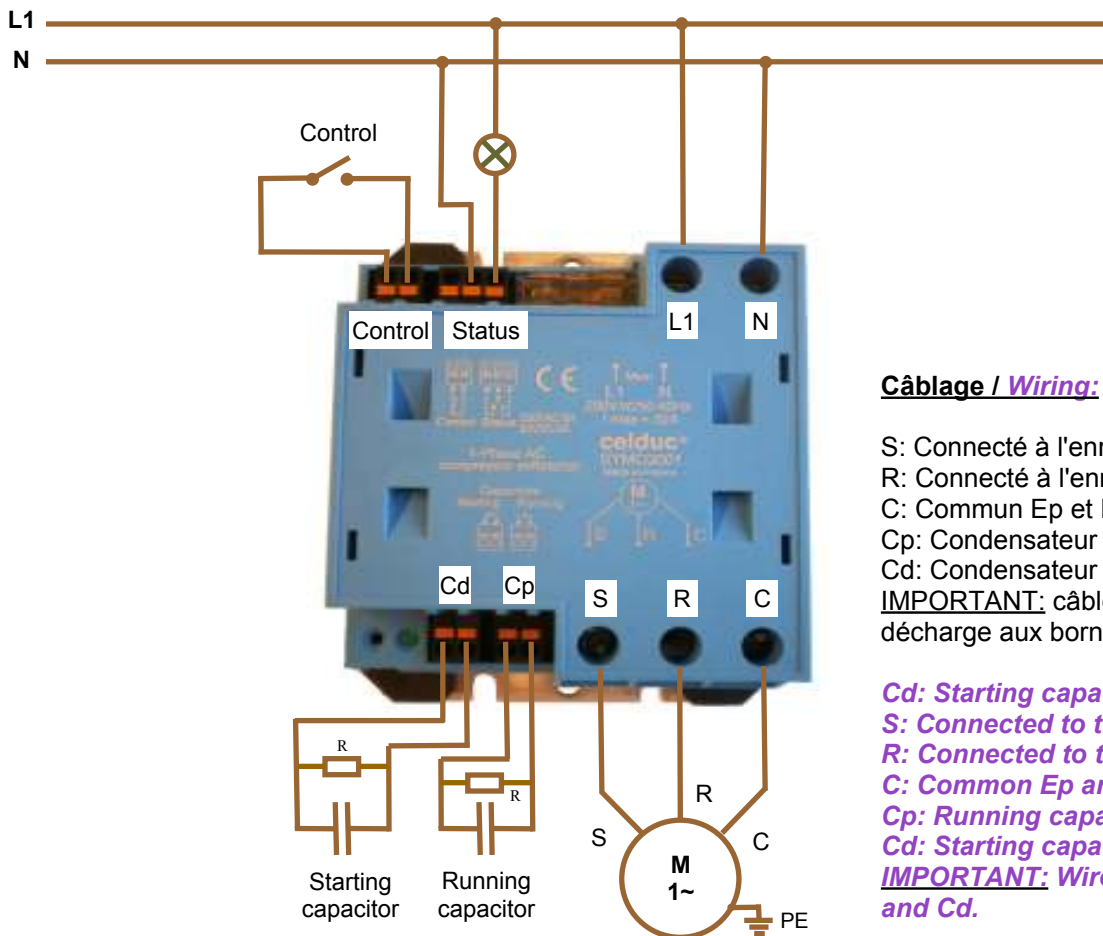 L1
N
Control
Control
Status
L1
N
CE
L1
N
celduc
M
Cd
Cp
S
R
C
R
R
S
R
C
M
1~
PE
Starting
capacitor
Running
capacitor
Câblage / Wiring:
S: Connecté à l'enr
R: Connecté à l'enr
C: Commun Ep et
Cp: Condensateur
Cd: Condensateur
IMPORTANT: câbl
décharge aux born
Cd: Starting capa
S: Connected to t
R: Connected to t
C: Common Ep ar
Cp: Running capa
Cd: Starting capa
IMPORTANT: Wir
and Cd.